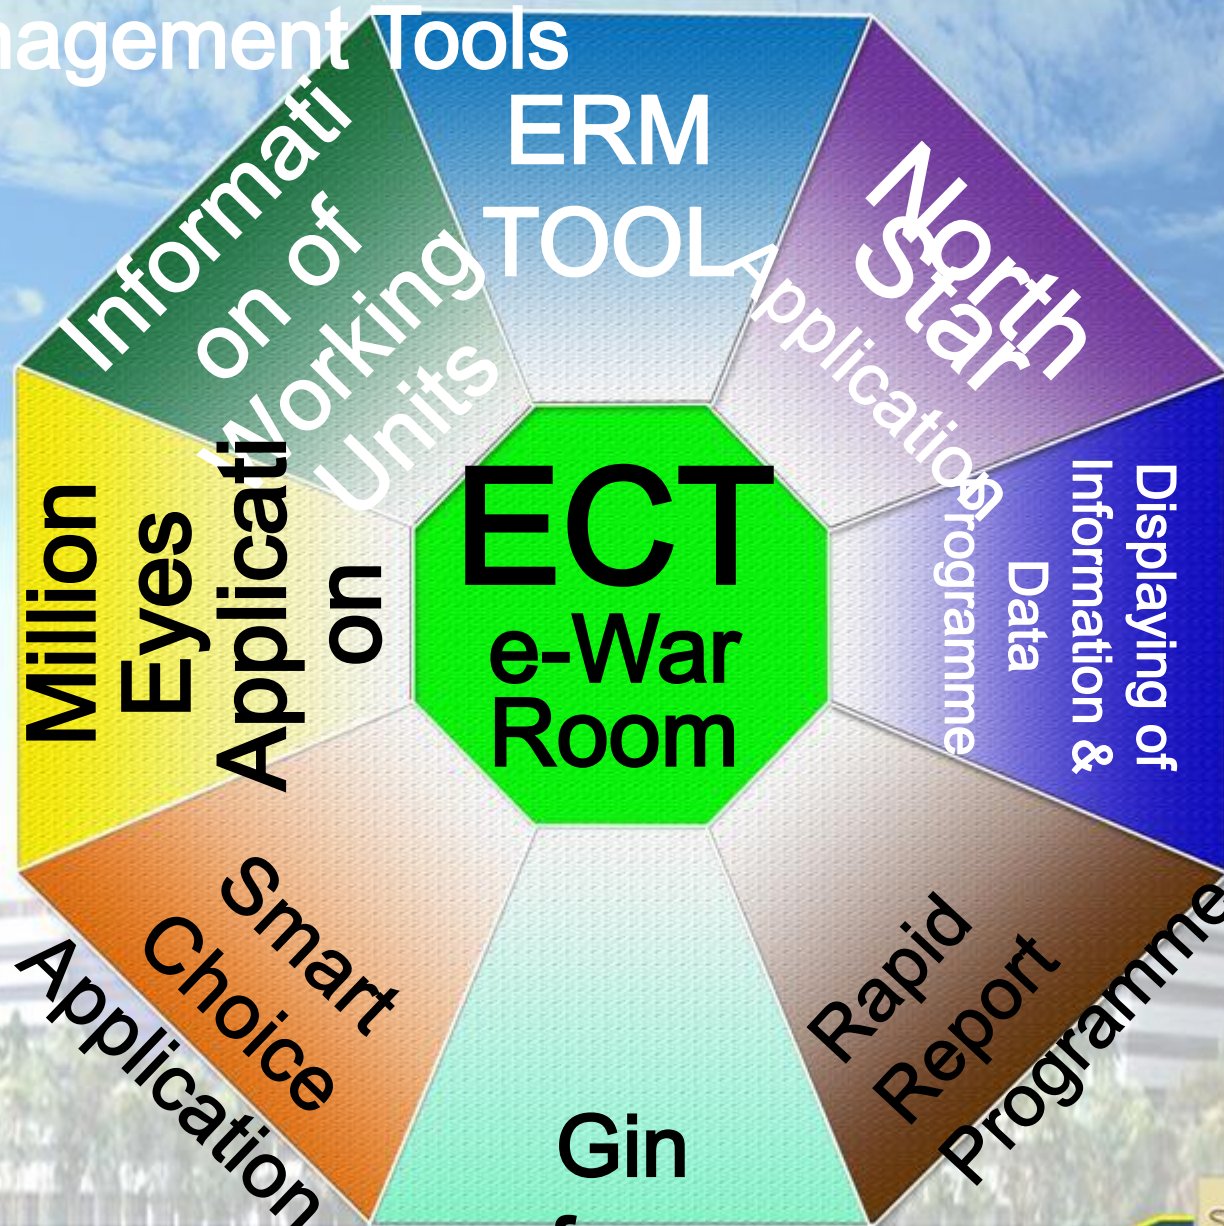 nagement Tools
ERM
TOOL
North
Star
Application
Displaying of
Information &
Data
Programme
Rapid
Report
Programme
Gin
Smart
Choice
Application
Million
Eyes
Applicati
on
Informati
on of
Working
Units
ECT
e-War
Room